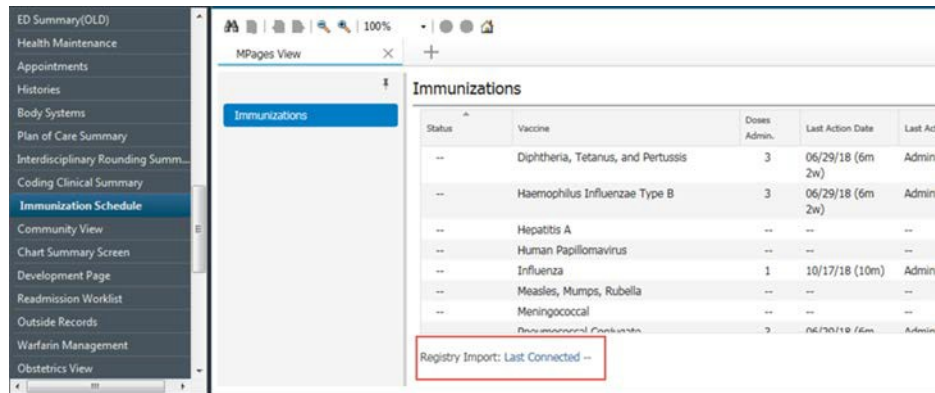 ED Summary(OLD)
Health Maintenance
Appointments
Histories
Body Systems
Plan of Care Summary
Interdisciplinary Rounding Summ...
Coding Clinical Summary
Immunization Schedule
Community View
Chart Summary Screen
Development Page
Readmission Worklist
Outside Records
Warfarin Management
Obstetrics View
100%
MPages View
Immunizations
Immunizations
Status Vaccine Doses Admin. Last Action Date Last Ac
-- Diphtheria, Tetanus, and Pertussis 3 06/29/18 (6m Admin
2w)
-- Haemophilus Influenzae Type B 3 06/29/18 (6m Admin
2w)
-- Hepatitis A -- -- --
-- Human Papillomavirus -- -- --
-- Influenza 1 10/17/18 (10m) Admin
-- Measles, Mumps, Rubella -- -- --
-- Meningococcal -- -- --
Pneumococcal Conjugate
Registry Import: Last Connected --